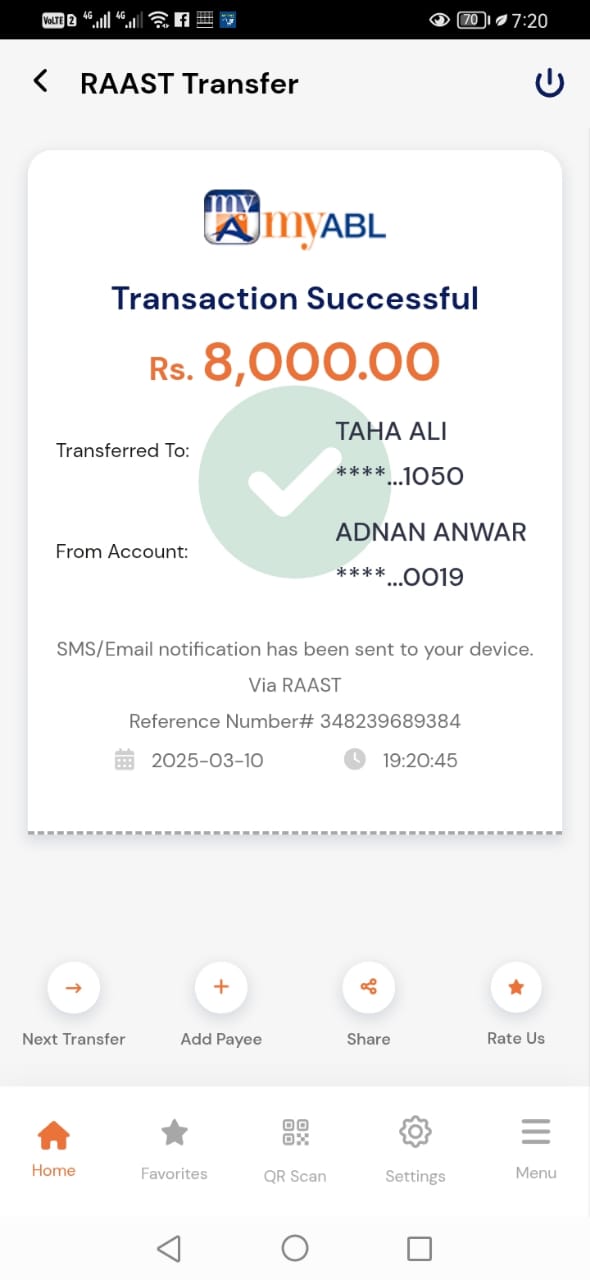 VoLTE 2 4G 4G 70 7:20
RAAST Transfer
my myABL
Transaction Successful
Rs. 8,000.00
Transferred To:
TAHA ALI
****...1050
From Account:
ADNAN ANWAR
****...0019
SMS/Email notification has been sent to your device.
Via RAAST
Reference Number# 348239689384
2025-03-10 19:20:45
Next Transfer Add Payee Share Rate Us
Home Favorites QR Scan Settings Menu